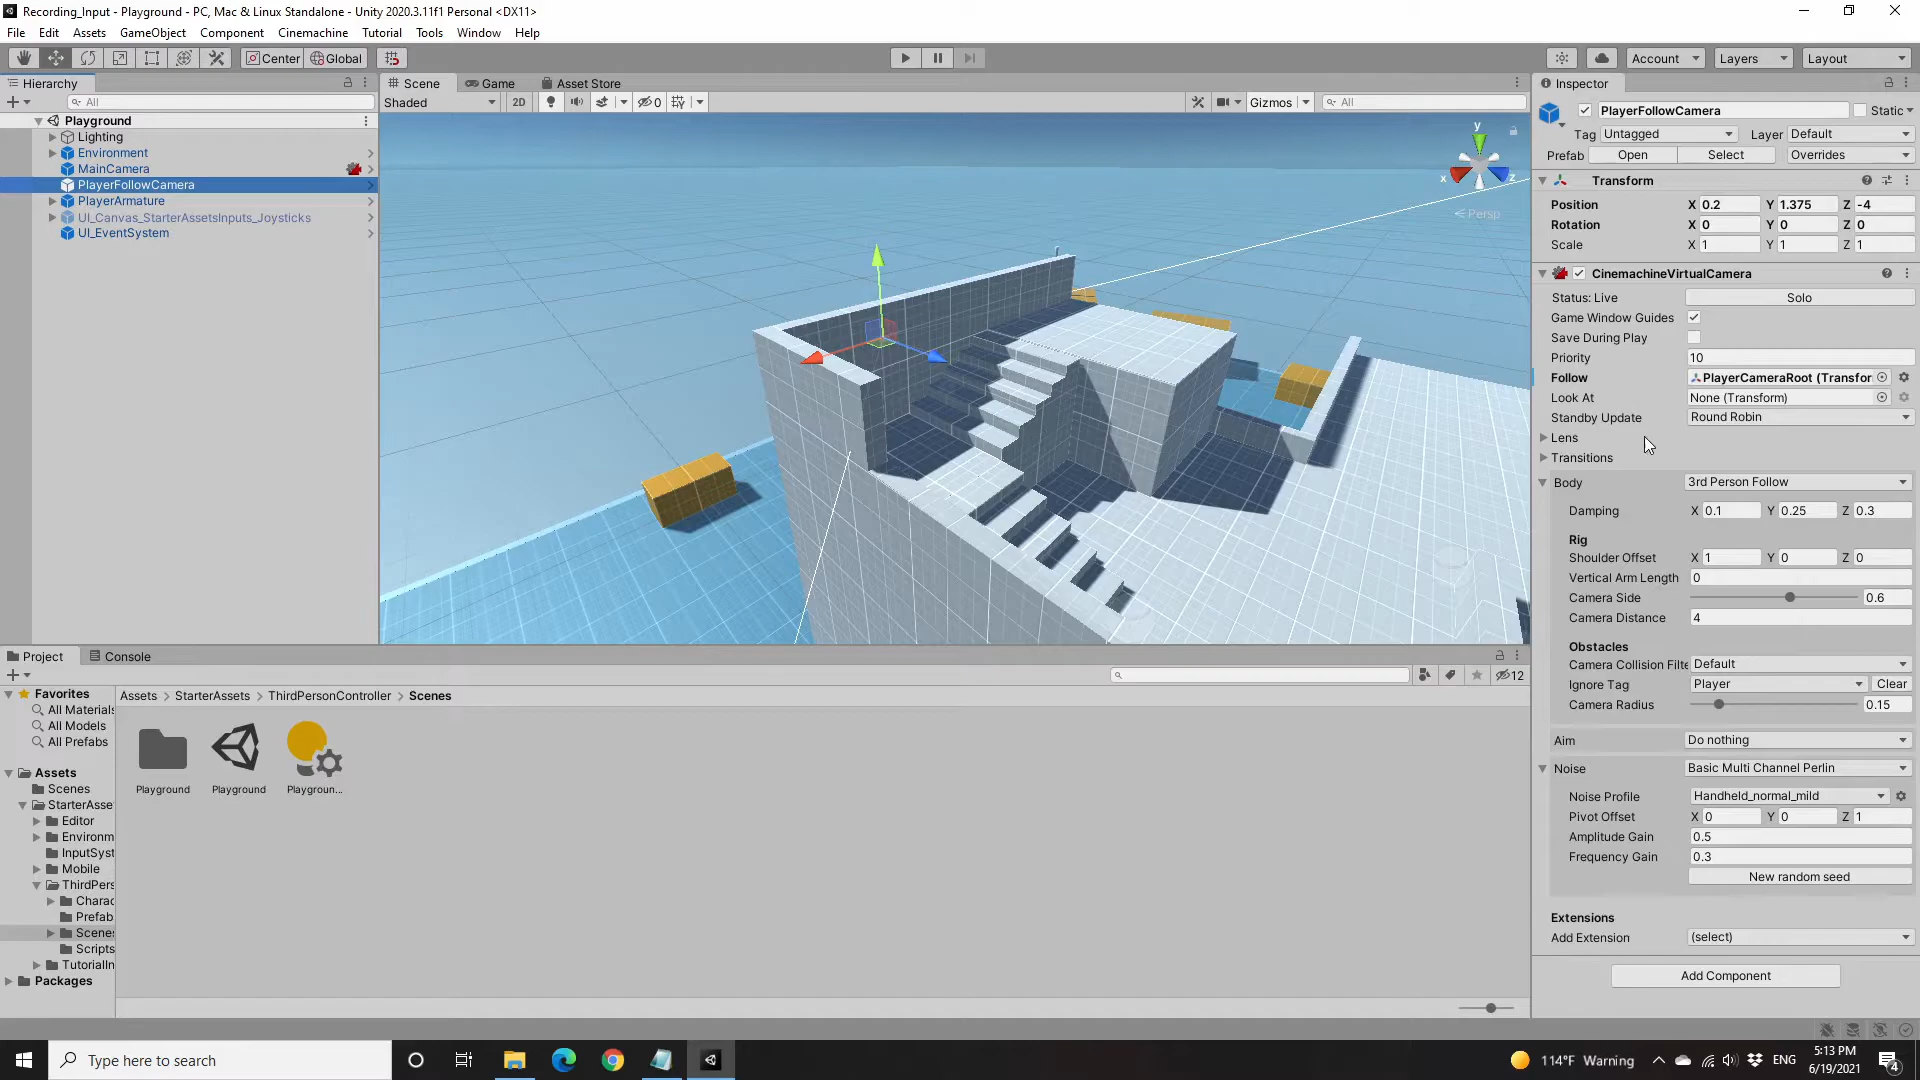 Recording_Input - Playground - PC, Mac & Linux Standalone - Unity 2020.3.11f1 Personal <DX11>
File Edit Assets GameObject Component Cinemachine Tutorial Tools Window Help
Center Global Account Layers Layout
Hierarchy
All
Playground
Lighting
Environment
MainCamera
PlayerFollowCamera
PlayerArmature
UI_Canvas_StarterAssetsInputs_Joysticks
UI_EventSystem
Scene Game Asset Store
Shaded 2D 0 Gizmos All
y
x z
Persp
Inspector
PlayerFollowCamera Static
Tag Untagged Layer Default
Prefab Open Select Overrides
Transform
Position X 0.2 Y 1.375 Z -4
Rotation X 0 Y 0 Z 0
Scale X 1 Y 1 Z 1
CinemachineVirtualCamera
Status: Live Solo
Game Window Guides
Save During Play
Priority 10
Follow PlayerCameraRoot (Transfor
Look At None (Transform)
Standby Update Round Robin
Lens
Transitions
Body 3rd Person Follow
Damping X 0.1 Y 0.25 Z 0.3
Rig
Shoulder Offset X 1 Y 0 Z 0
Vertical Arm Length 0
Camera Side 0.6
Camera Distance 4
Obstacles
Camera Collision Filte Default
Ignore Tag Player Clear
Camera Radius 0.15
Aim Do nothing
Noise Basic Multi Channel Perlin
Noise Profile Handheld_normal_mild
Pivot Offset X 0 Y 0 Z 1
Amplitude Gain 0.5
Frequency Gain 0.3
New random seed
Extensions
Add Extension (select)
Add Component
Project Console
12
Favorites
All Materials
All Models
All Prefabs
Assets
Scenes
StarterAsse
Editor
Environm
InputSyst
Mobile
ThirdPers
Charac
Prefab
Scenes
Scripts
TutorialIn
Packages
Assets > StarterAssets > ThirdPersonController > Scenes
Playground Playground Playgroun...
Type here to search
114°F Warning ENG
5:13 PM
6/19/2021
4